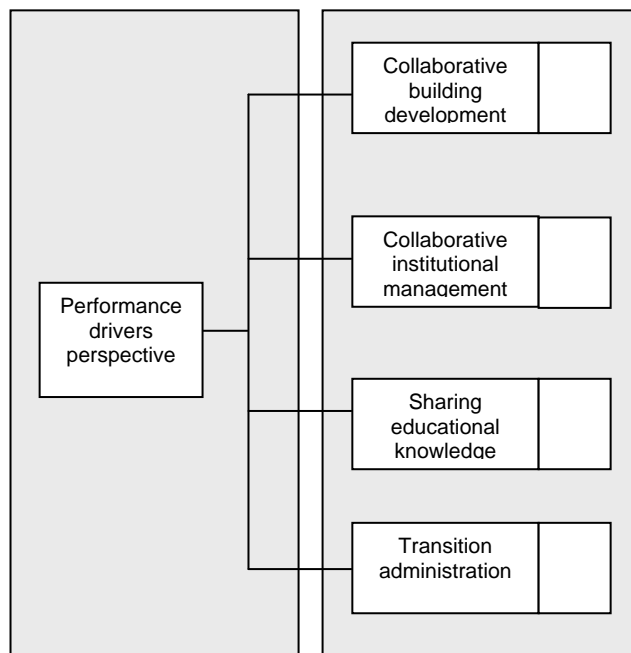 Collaborative
building
development
Collaborative
institutional
management
Performance
drivers
perspective
Sharing
educational
knowledge
Transition
administration